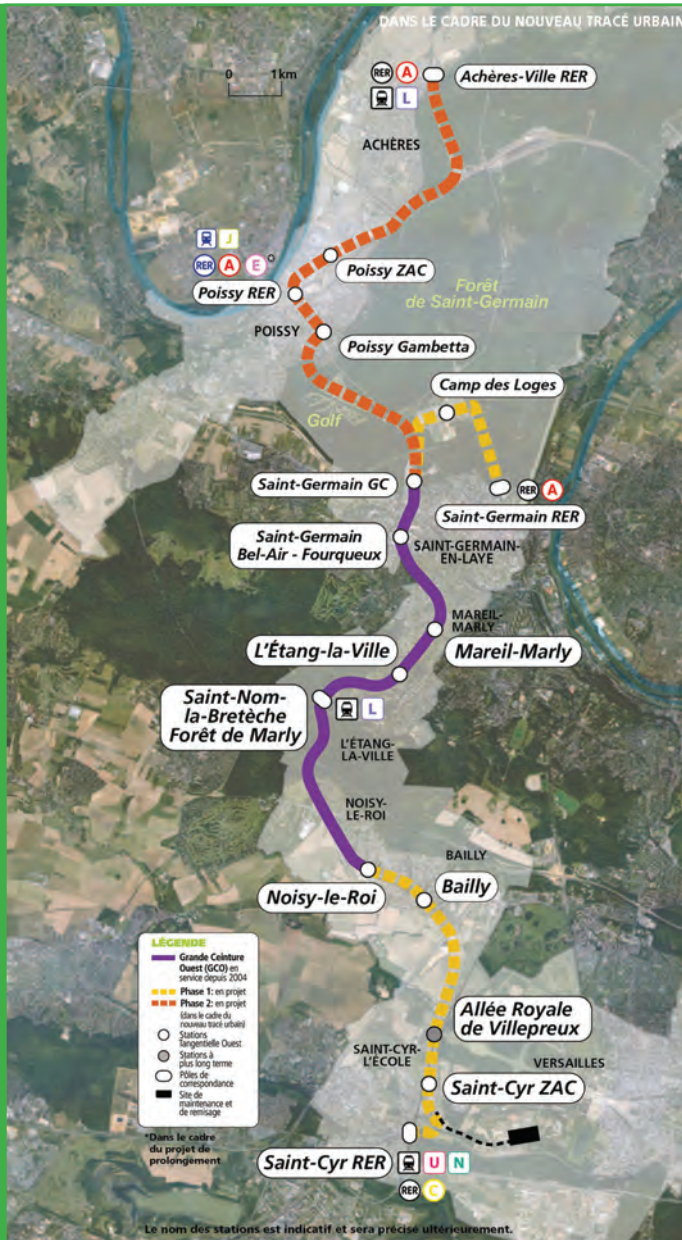 DANS LE CADRE DU NOUVEAU TRACÉ URBAIN
0 1km
RER A Achères-Ville RER
L
ACHÈRES
J
RER A E*
Poissy ZAC
Poissy RER
Forêt
de Saint-Germain
POISSY
Poissy Gambetta
Camp des Loges
Golf
Saint-Germain GC
RER A
Saint-Germain RER
Saint-Germain
Bel-Air - Fourqueux
SAINT-GERMAIN-
EN-LAYE
MAREIL-
MARLY
L'Étang-la-Ville
Mareil-Marly
Saint-Nom-
la-Bretèche
Forêt de Marly
L
L'ÉTANG-
LA-VILLE
NOISY-
LE-ROI
BAILLY
Noisy-le-Roi
Bailly
LÉGENDE
Grande Ceinture
Ouest (GCO) en
service depuis 2004
Phase 1: en projet
Phase 2: en projet
(dans le cadre du
nouveau tracé urbain)
Stations
Tangentielle Ouest
Stations à
plus long terme
Pôles de
correspondance
Site de
maintenance et
de remisage
*Dans le cadre
du projet de
prolongement
Allée Royale
de Villepreux
SAINT-CYR-
L'ÉCOLE
VERSAILLES
Saint-Cyr ZAC
Saint-Cyr RER
U N
RER C
Le nom des stations est indicatif et sera précisé ultérieurement.